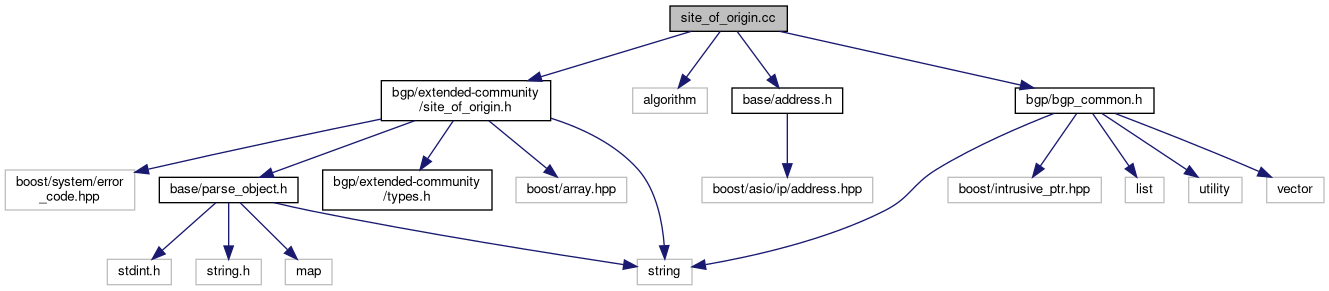 site_of_origin.cc
bgp/extended-community
/site_of_origin.h
algorithm
base/address.h
bgp/bgp_common.h
boost/system/error
_code.hpp
base/parse_object.h
bgp/extended-community
/types.h
boost/array.hpp
boost/asio/ip/address.hpp
boost/intrusive_ptr.hpp
list
utility
vector
stdint.h
string.h
map
string